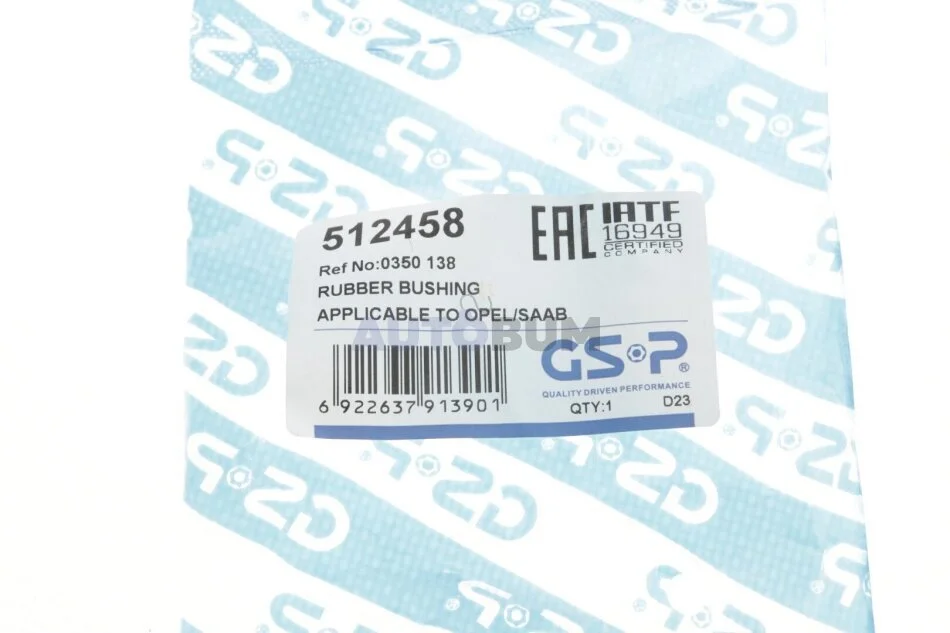 512458
EAC
IATF
16949
CERTIFIED
COMPANY
Ref No:0350 138
RUBBER BUSHING
APPLICABLE TO OPEL/SAAB
AUTOBUM
GSP®
QUALITY DRIVEN PERFORMANCE
6 922637 913901
QTY:1
D23